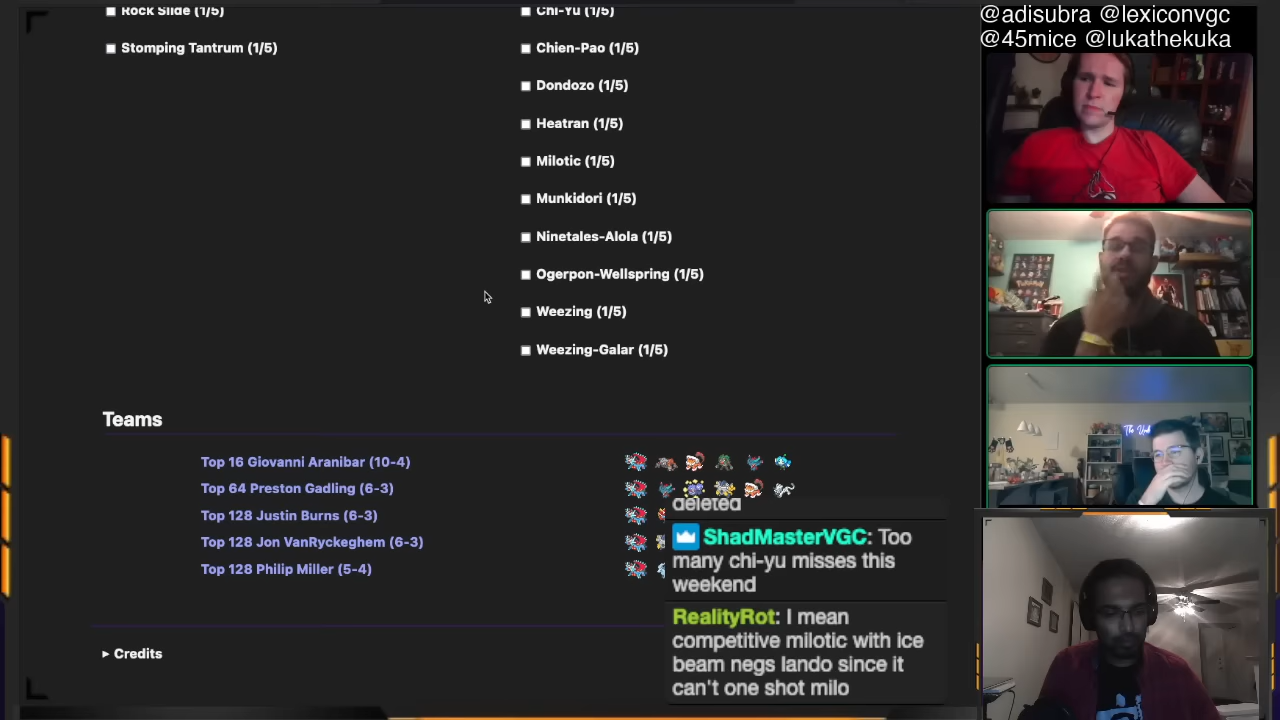 @adisubra @lexiconvgc
@45mice @lukathekuka
Rock Slide (1/5)
Stomping Tantrum (1/5)
Chi-Yu (1/5)
Chien-Pao (1/5)
Dondozo (1/5)
Heatran (1/5)
Milotic (1/5)
Munkidori (1/5)
Ninetales-Alola (1/5)
Ogerpon-Wellspring (1/5)
Weezing (1/5)
Weezing-Galar (1/5)
Teams
Top 16 Giovanni Aranibar (10-4)
Top 64 Preston Gadling (6-3)
Top 128 Justin Burns (6-3)
Top 128 Jon VanRyckeghem (6-3)
Top 128 Philip Miller (5-4)
Credits
deleted
ShadMasterVGC: Too
many chi-yu misses this
weekend
RealityRot: I mean
competitive milotic with ice
beam negs lando since it
can't one shot milo